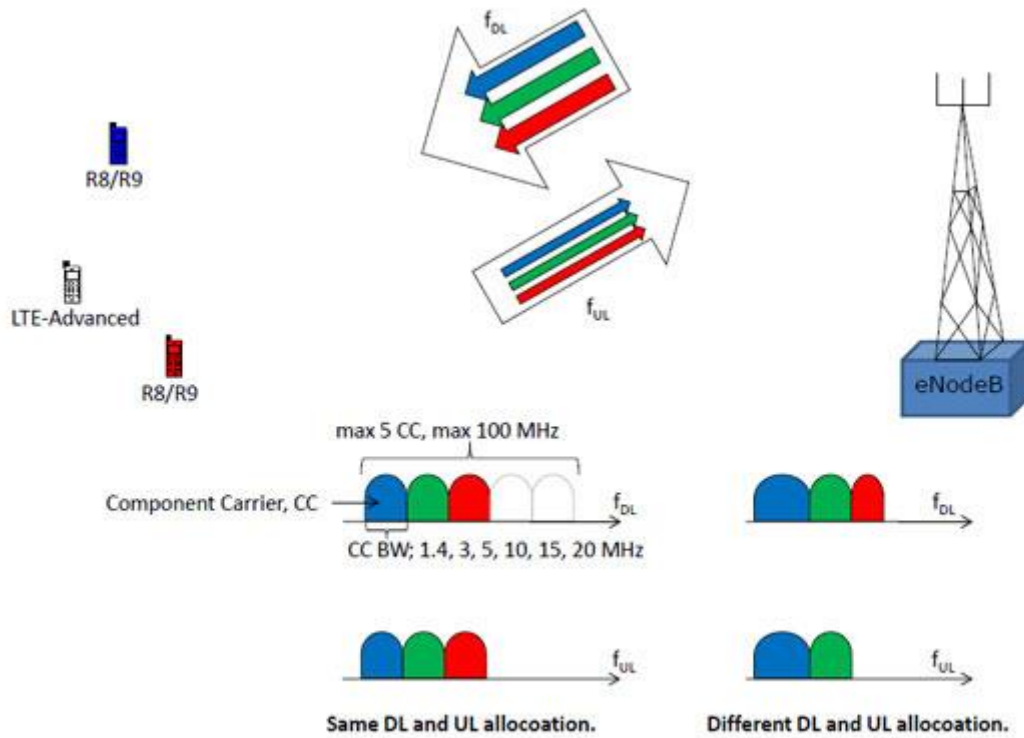 fDL
R8/R9
LTE-Advanced
fUL
R8/R9
eNodeB
max 5 CC, max 100 MHz
Component Carrier, CC
fDL
fDL
CC BW; 1.4, 3, 5, 10, 15, 20 MHz
fUL
fUL
Same DL and UL allocoation.
Different DL and UL allocoation.